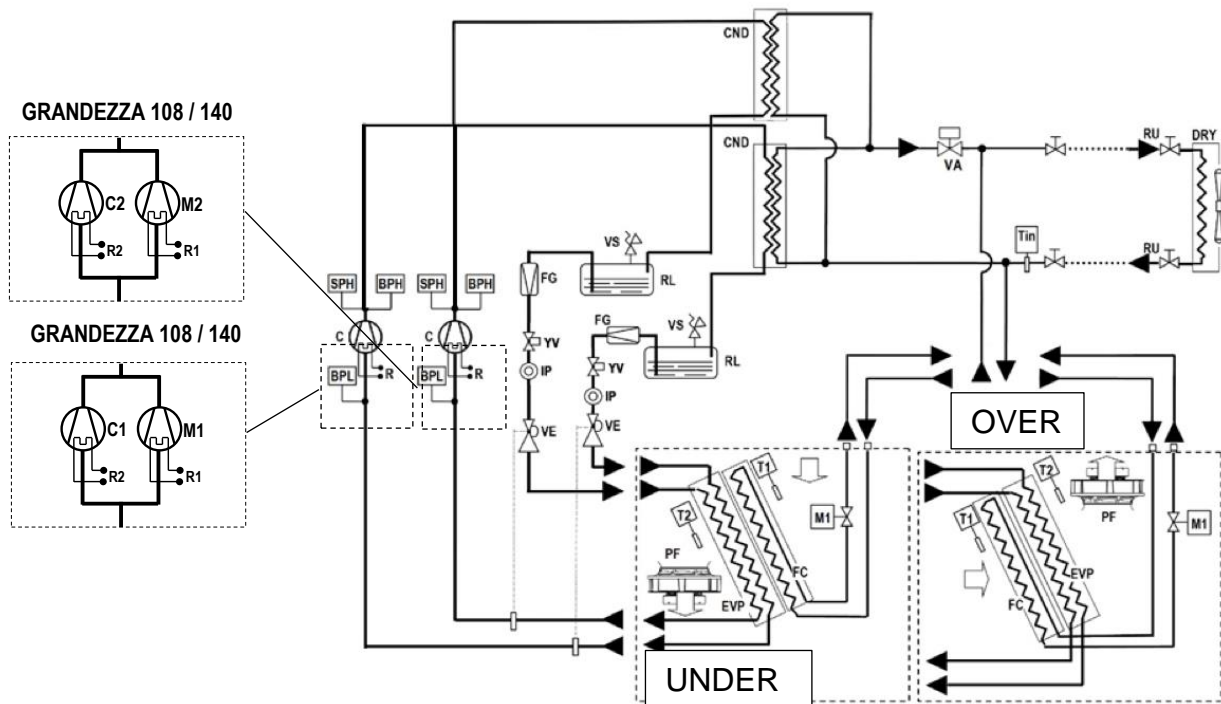 CND
GRANDEZZA 108 / 140
C2
M2
R2
R1
CND
RU
DRY
VA
Tin
RU
VS
FG
RL
SPH
BPH
SPH
BPH
FG
VS
C
C
YV
RL
YV
R
R
IP
BPL
BPL
IP
GRANDEZZA 108 / 140
C1
M1
R2
R1
VE
VE
OVER
T1
T2
T2
T1
M1
M1
PF
PF
FC
EVP
EVP
FC
UNDER